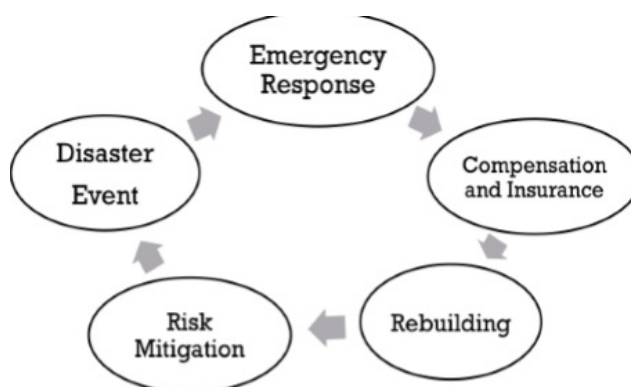 Emergency
Response
Disaster
Event
Compensation
and Insurance
Risk
Mitigation
Rebuilding